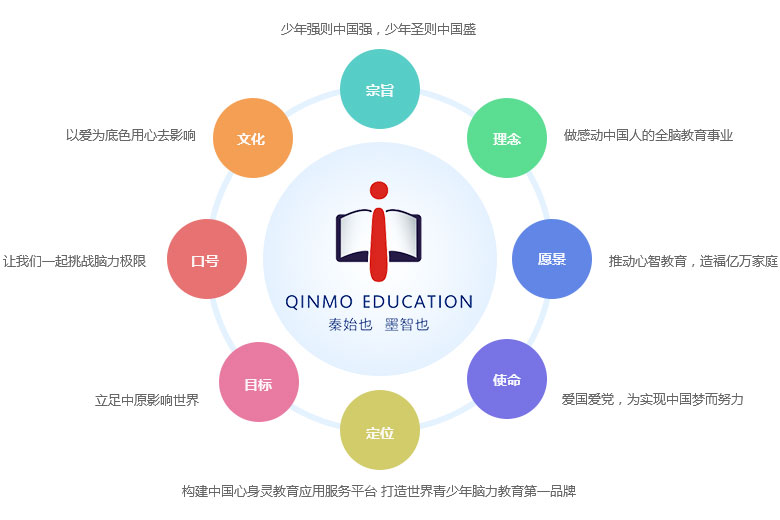 少年强则中国强，少年圣则中国盛
宗旨
文化
理念
以爱为底色用心去影响
做感动中国人的全脑教育事业
口号
愿景
让我们一起挑战脑力极限
推动心智教育，造福亿万家庭
QINMO EDUCATION
秦始也 墨智也
目标
使命
立足中原影响世界
爱国爱党，为实现中国梦而努力
定位
构建中国心身灵教育应用服务平台 打造世界青少年脑力教育第一品牌